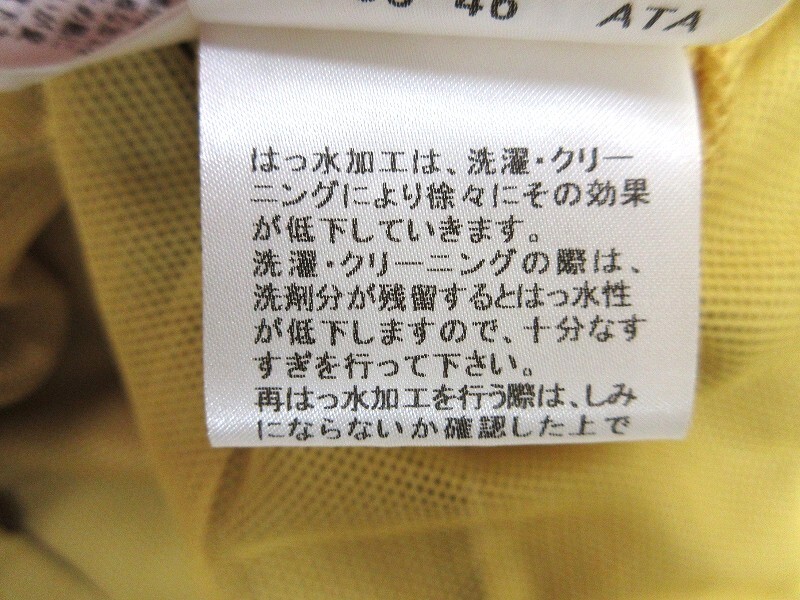 46 ATA
はっ水加工は、洗濯・クリー
ニングにより徐々にその効果
が低下していきます。
洗濯・クリーニングの際は、
洗剤分が残留するとはっ水性
が低下しますので、十分なす
すぎを行って下さい。
再はっ水加工を行う際は、しみ
にならないか確認した上で